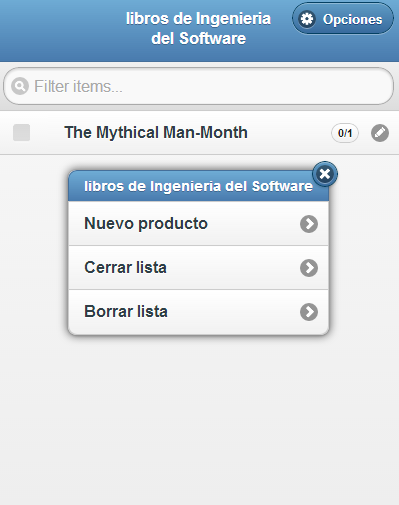 libros de Ingenieria
del Software
Opciones
Filter items...
The Mythical Man-Month
0/1
libros de Ingenieria del Software
Nuevo producto
Cerrar lista
Borrar lista